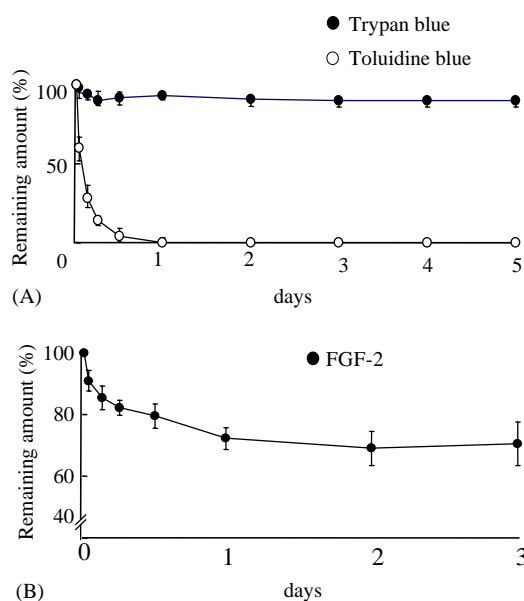 Trypan blue
Toluidine blue
Remaining amount (%)
100
50
0
1 2 3 4 5
days
(A)
FGF-2
Remaining amount (%)
100
80
60
40
0 1 2 3
days
(B)